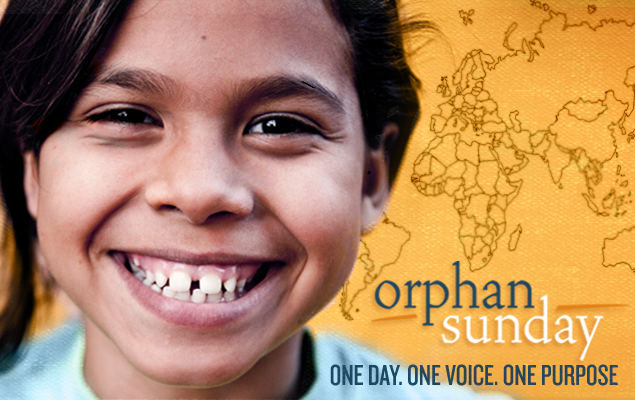 orphan
sunday
ONE DAY. ONE VOICE. ONE PURPOSE